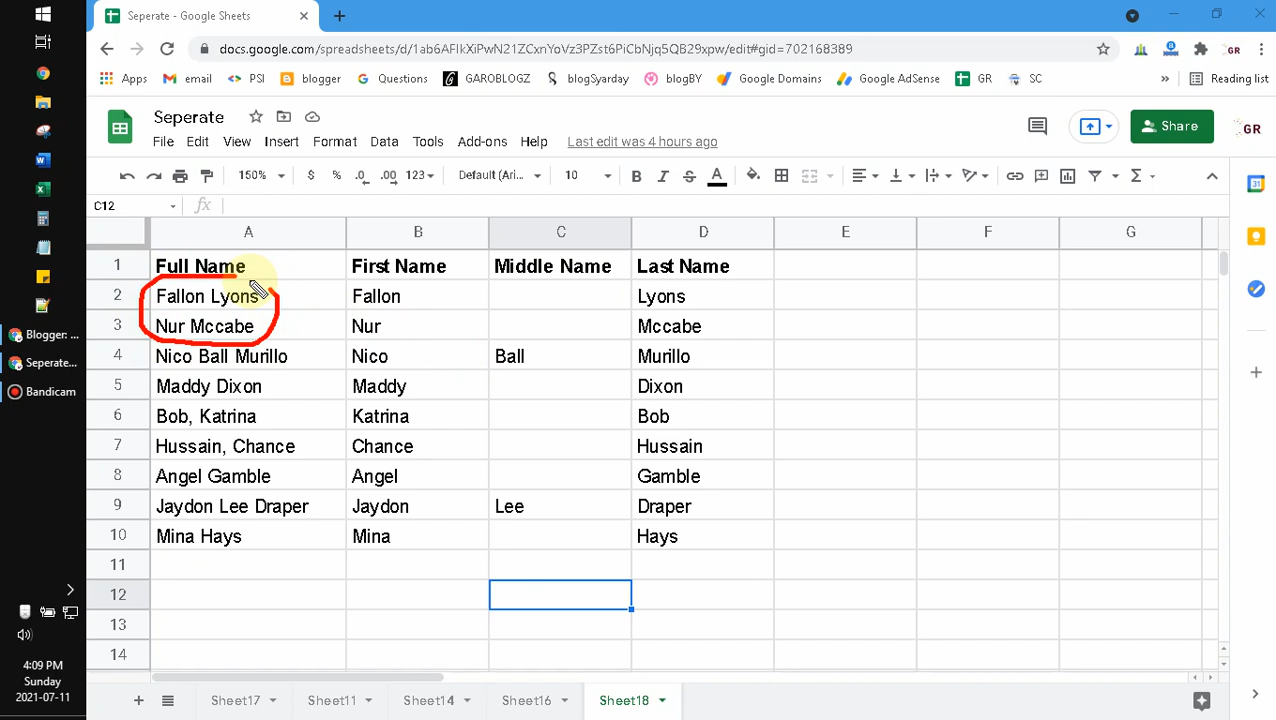 Seperate - Google Sheets
docs.google.com/spreadsheets/d/1ab6AFIkXiPwN21ZCxnYoVz3PZst6PiCbNjq5QB29xpw/edit#gid=702168389
Apps email PSI blogger Questions GAROBLOGZ blogSyarday blogBY Google Domains Google AdSense GR SC » Reading list
Seperate
Share
GR
File Edit View Insert Format Data Tools Add-ons Help Last edit was 4 hours ago
150% $ % .0 .00 123 Default (Ari... 10 B I S A Σ
C12 fx
A B C D E F G
1 Full Name First Name Middle Name Last Name
2 Fallon Lyons Fallon Lyons
3 Nur Mccabe Nur Mccabe
4 Nico Ball Murillo Nico Ball Murillo
5 Maddy Dixon Maddy Dixon
6 Bob, Katrina Katrina Bob
7 Hussain, Chance Chance Hussain
8 Angel Gamble Angel Gamble
9 Jaydon Lee Draper Jaydon Lee Draper
10 Mina Hays Mina Hays
11
12
13
14
Sheet17 Sheet11 Sheet14 Sheet16 Sheet18
Blogger: ...
Seperate...
Bandicam
4:09 PM
Sunday
2021-07-11